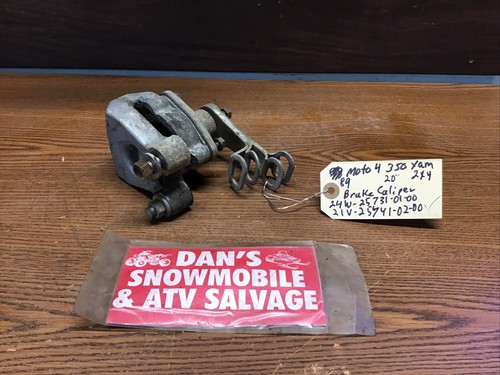 Moto 4 350 Yam
89 20" 2x4
Brake Caliper
24W-25731-01-00
21V-25741-02-00
DAN'S
SNOWMOBILE
& ATV SALVAGE